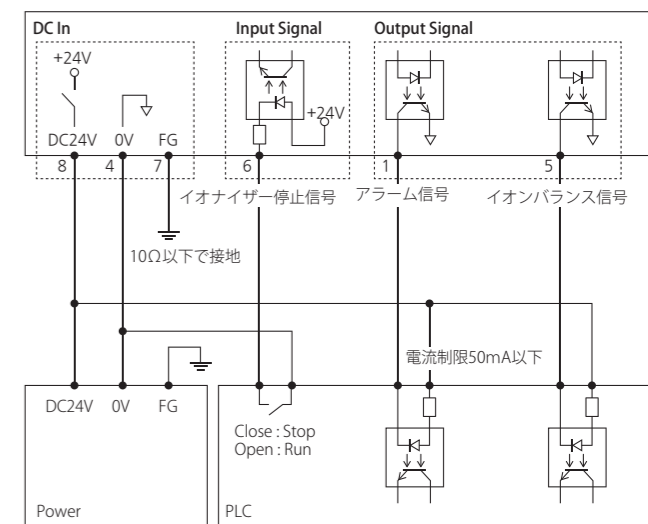 DC In
Input Signal
Output Signal
+24V
+24V
DC24V 0V FG
8 4 7 6 1 5
イオナイザー停止信号
アラーム信号
イオンバランス信号
10Ω以下で接地
電流制限50mA以下
DC24V 0V FG
Close : Stop
Open : Run
Power
PLC